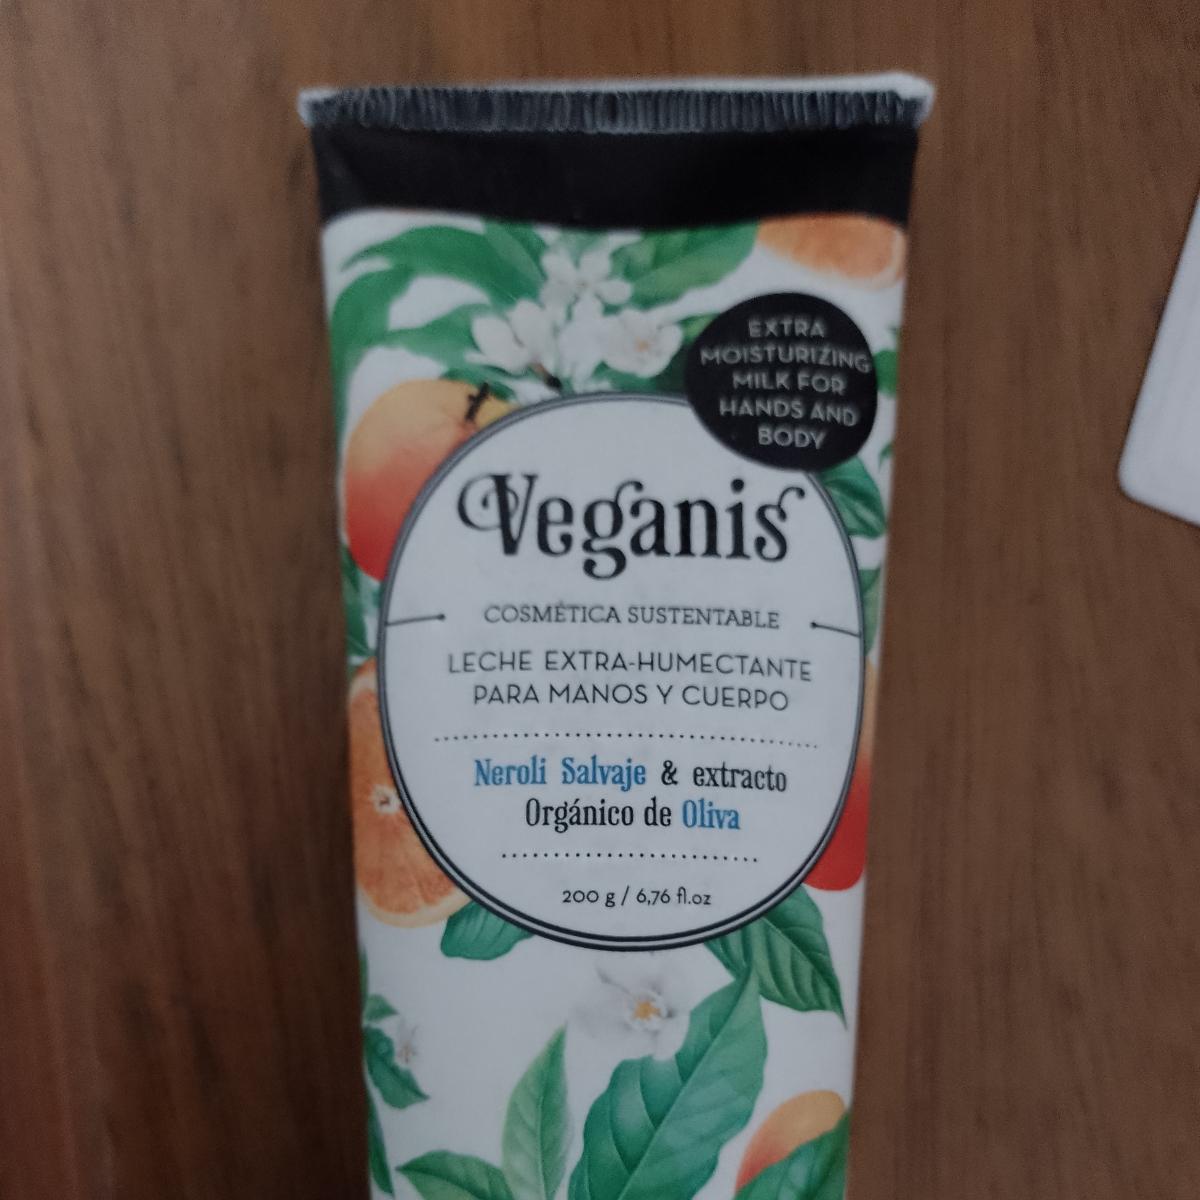 EXTRA
MOISTURIZING
MILK FOR
HANDS AND
BODY
Veganis
COSMÉTICA SUSTENTABLE
LECHE EXTRA-HUMECTANTE
PARA MANOS Y CUERPO
Neroli Salvaje & extracto
Orgánico de Oliva
200 g / 6,76 fl.oz